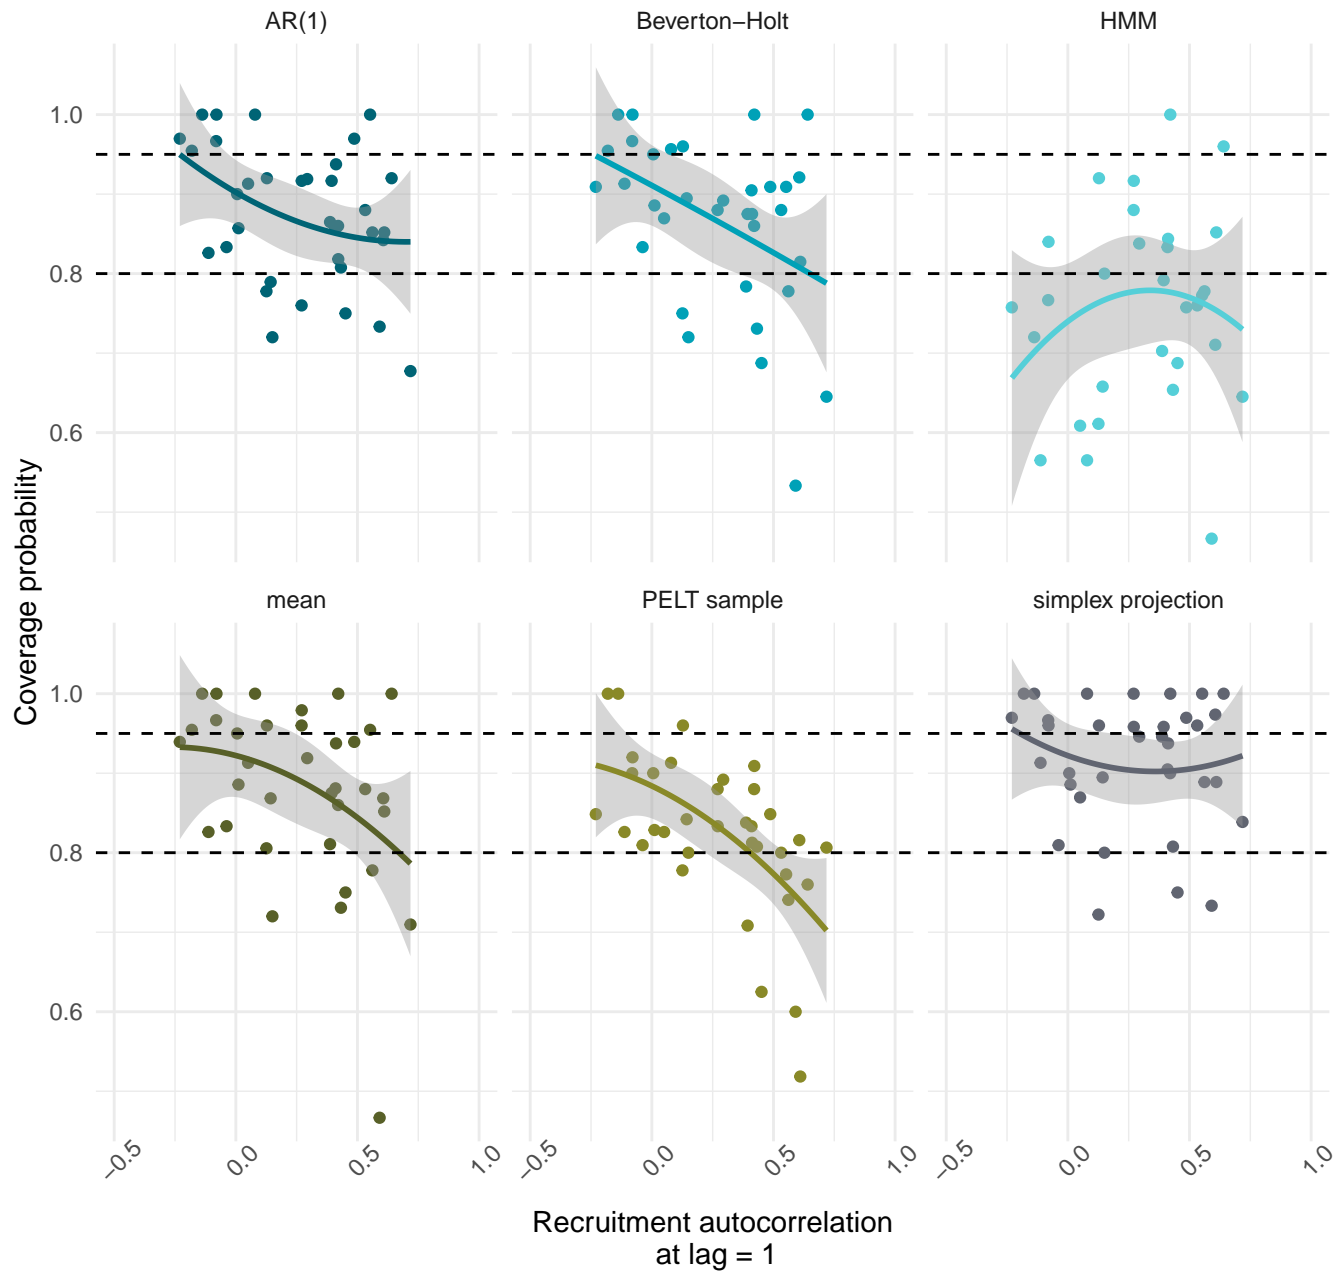 AR(1)
Beverton−Holt
HMM
1.0
0.8
0.6
Coverage probability
mean
PELT sample
simplex projection
1.0
0.8
0.6
−0.5
0.0
0.5
1.0
−0.5
0.0
0.5
1.0
−0.5
0.0
0.5
1.0
Recruitment autocorrelation
at lag = 1